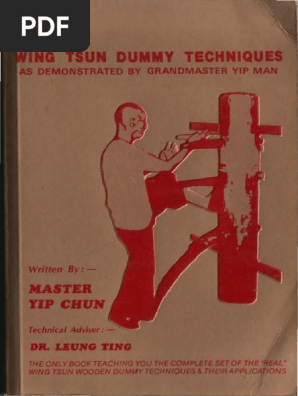 PDF
WING TSUN DUMMY TECHNIQUES
AS DEMONSTRATED BY GRANDMASTER YIP MAN
Written By:—
MASTER
YIP CHUN
Technical Adviser:—
DR. LEUNG TING
THE ONLY BOOK TEACHING YOU THE COMPLETE SET OF THE "REAL"
WING TSUN WOODEN DUMMY TECHNIQUES & THEIR APPLICATIONS